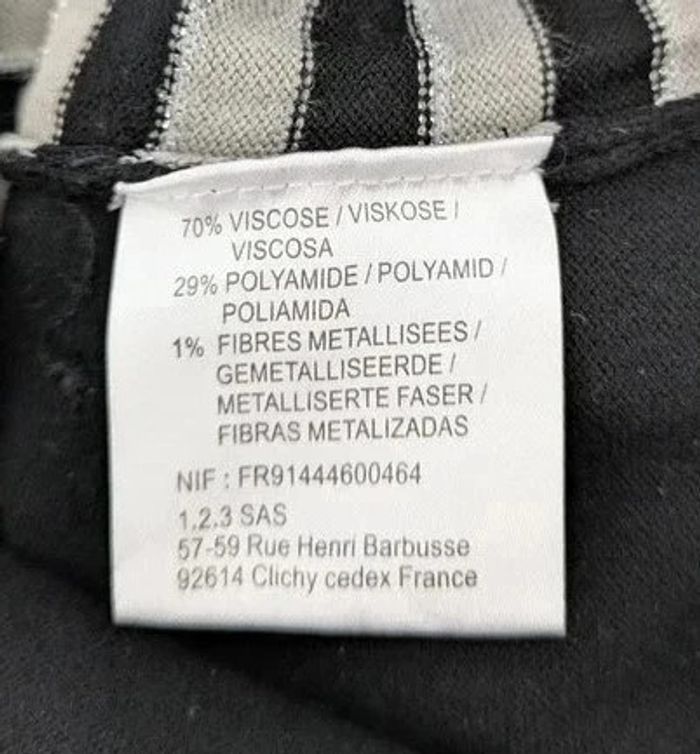 70% VISCOSE / VISKOSE /
VISCOSA
29% POLYAMIDE / POLYAMID /
POLIAMIDA
1% FIBRES METALLISEES /
GEMETALLISEERDE /
METALLISERTE FASER /
FIBRAS METALIZADAS
NIF : FR91444600464
1.2.3 SAS
57-59 Rue Henri Barbusse
92614 Clichy cedex France